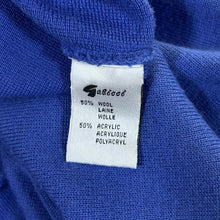 Gabicci
50% WOOL
LAINE
WOLLE
50% ACRYLIC
ACRYLIQUE
POLYACRYL